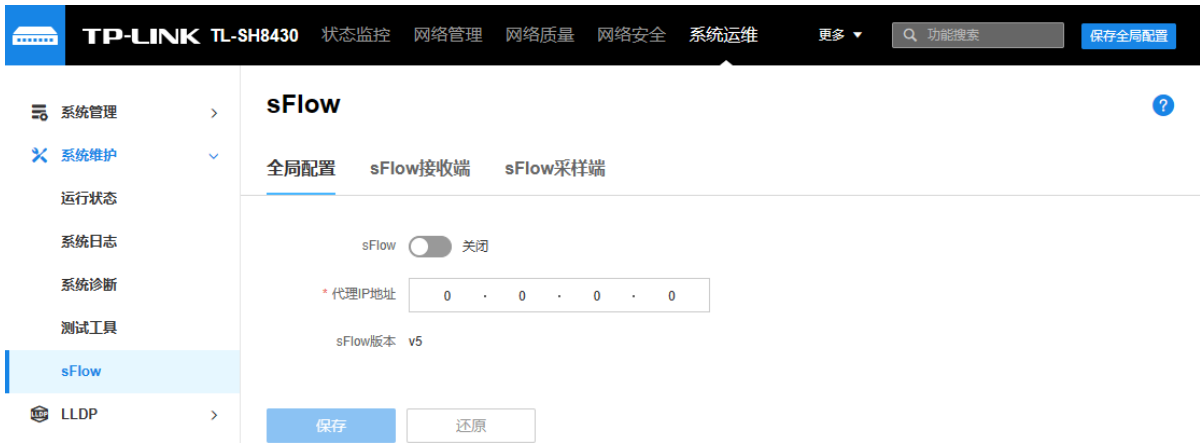 TP-LINK TL-SH8430 状态监控 网络管理 网络质量 网络安全 系统运维 更多 ▼ 功能搜索 保存全局配置
系统管理
系统维护
运行状态
系统日志
系统诊断
测试工具
sFlow
LLDP LLDP
sFlow ?
全局配置 sFlow接收端 sFlow采样端
sFlow 关闭
* 代理IP地址 0 . 0 . 0 . 0
sFlow版本 v5
保存 还原